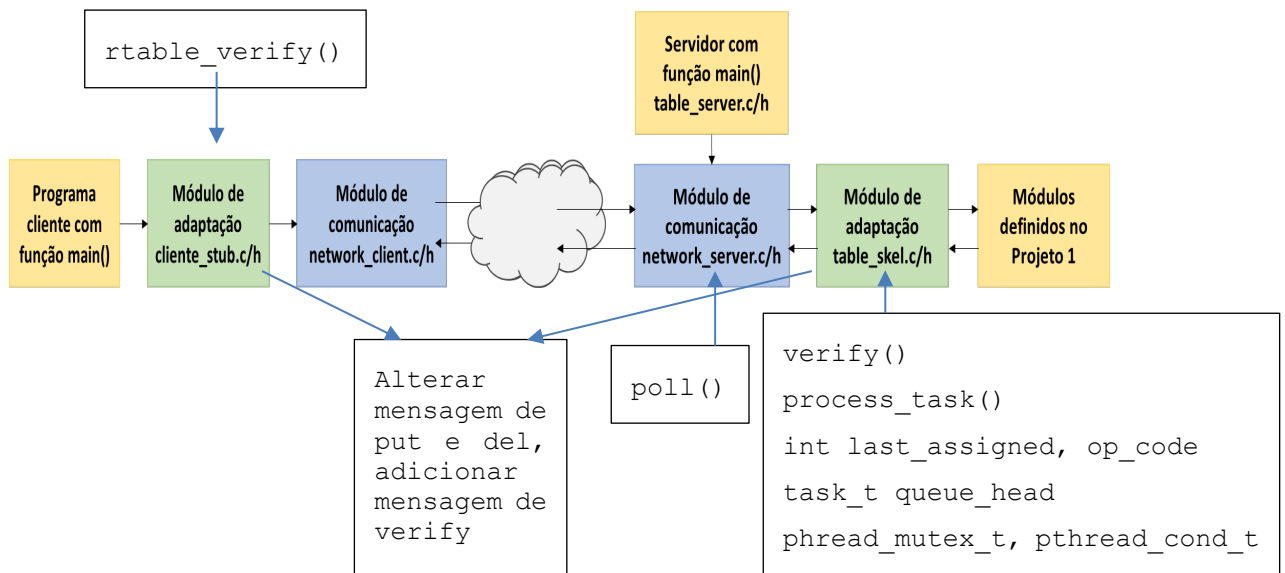 rtable_verify()
Servidor com
função main()
table_server.c/h
Programa
cliente com
função main()
Módulo de
adaptação
cliente_stub.c/h
Módulo de
comunicação
network_client.c/h
Módulo de
comunicação
network_server.c/h
Módulo de
adaptação
table_skel.c/h
Módulos
definidos no
Projeto 1
Alterar
mensagem de
put e del,
adicionar
mensagem de
verify
poll()
verify()
process_task()
int last_assigned, op_code
task_t queue_head
phread_mutex_t, pthread_cond_t